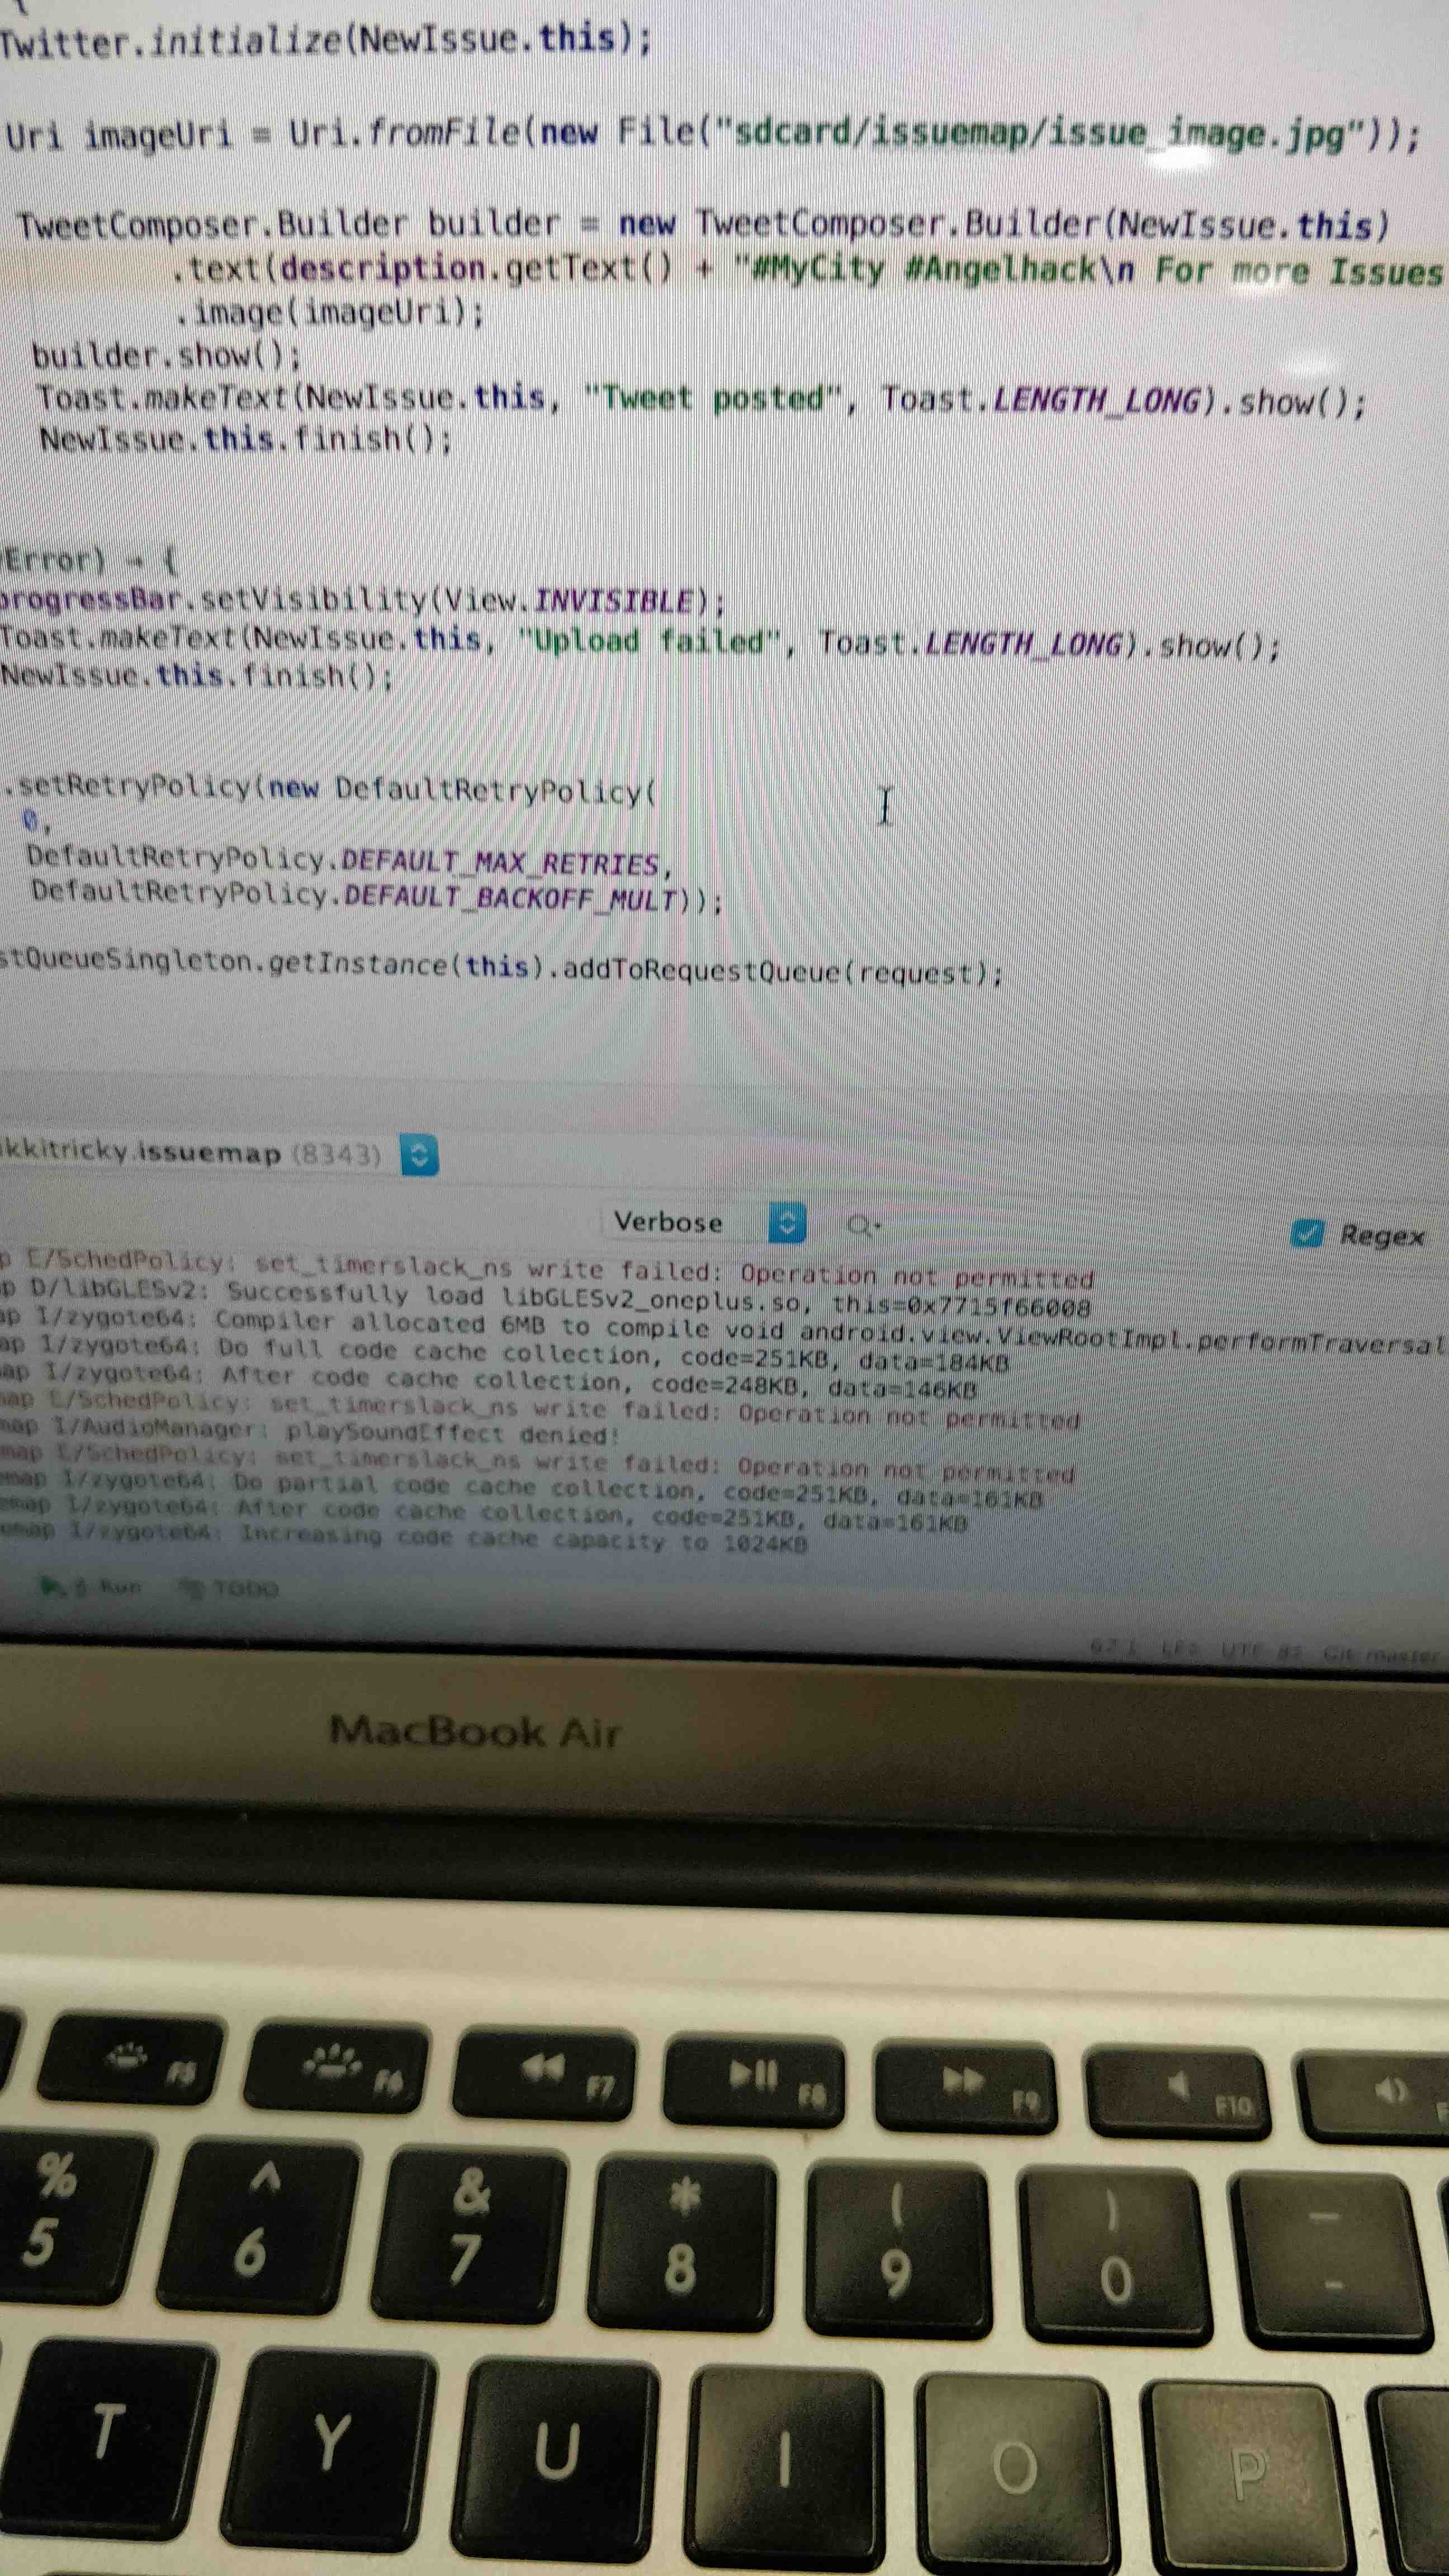 {
Twitter.initialize(NewIssue.this);
Uri imageUri = Uri.fromFile(new File("sdcard/issuemap/issue_image.jpg"));
TweetComposer.Builder builder = new TweetComposer.Builder(NewIssue.this)
.text(description.getText() + "#MyCity #Angelhack\n For more Issues
.image(imageUri);
builder.show();
Toast.makeText(NewIssue.this, "Tweet posted", Toast.LENGTH_LONG).show();
NewIssue.this.finish();
Error) → {
progressBar.setVisibility(View.INVISIBLE);
Toast.makeText(NewIssue.this, "Upload failed", Toast.LENGTH_LONG).show();
NewIssue.this.finish();
.setRetryPolicy(new DefaultRetryPolicy(
0,
DefaultRetryPolicy.DEFAULT_MAX_RETRIES,
DefaultRetryPolicy.DEFAULT_BACKOFF_MULT));
stQueueSingleton.getInstance(this).addToRequestQueue(request);
kkitricky.issuemap (8343)
Verbose Regex
p E/SchedPolicy: set_timerslack_ns write failed: Operation not permitted
p D/libGLESv2: Successfully load libGLESv2_oneplus.so, this=0x7715f66008
ap I/zygote64: Compiler allocated 6MB to compile void android.view.ViewRootImpl.performTraversal
ap I/zygote64: Do full code cache collection, code=251KB, data=184KB
ap I/zygote64: After code cache collection, code=248KB, data=146KB
map E/SchedPolicy: set_timerslack_ns write failed: Operation not permitted
map I/AudioManager: playSoundEffect denied!
map E/SchedPolicy: set_timerslack_ns write failed: Operation not permitted
emap I/zygote64: Do partial code cache collection, code=251KB, data=161KB
emap I/zygote64: After code cache collection, code=251KB, data=161KB
emap I/zygote64: Increasing code cache capacity to 1024KB
Run TODO
Git master
MacBook Air
F5 F6 F7 F8 F9 F10 F
% ^ & * ( ) —
5 6 7 8 9 0 -
T Y U I O P